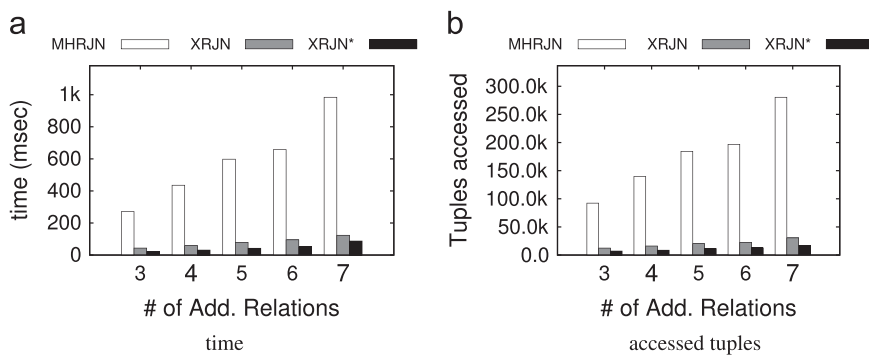 a
MHRJN XRJN XRJN*
1k
800
600
400
200
0
time (msec)
3 4 5 6 7
# of Add. Relations
time
b
MHRJN XRJN XRJN*
300.0k
250.0k
200.0k
150.0k
100.0k
50.0k
0.0
Tuples accessed
3 4 5 6 7
# of Add. Relations
accessed tuples